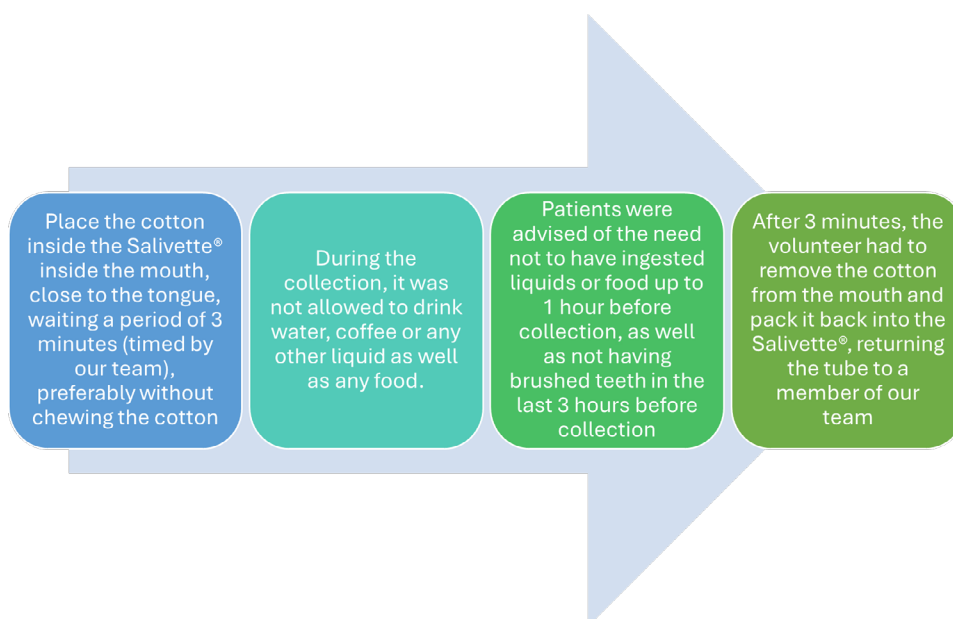 Place the cotton
inside the Salivette®
inside the mouth,
close to the tongue,
waiting a period of 3
minutes (timed by
our team),
preferably without
chewing the cotton
During the
collection, it was
not allowed to drink
water, coffee or any
other liquid as well
as any food.
Patients were
advised of the need
not to have ingested
liquids or food up to
1 hour before
collection, as well
as not having
brushed teeth in the
last 3 hours before
collection
After 3 minutes, the
volunteer had to
remove the cotton
from the mouth and
pack it back into the
Salivette®, returning
the tube to a
member of our
team